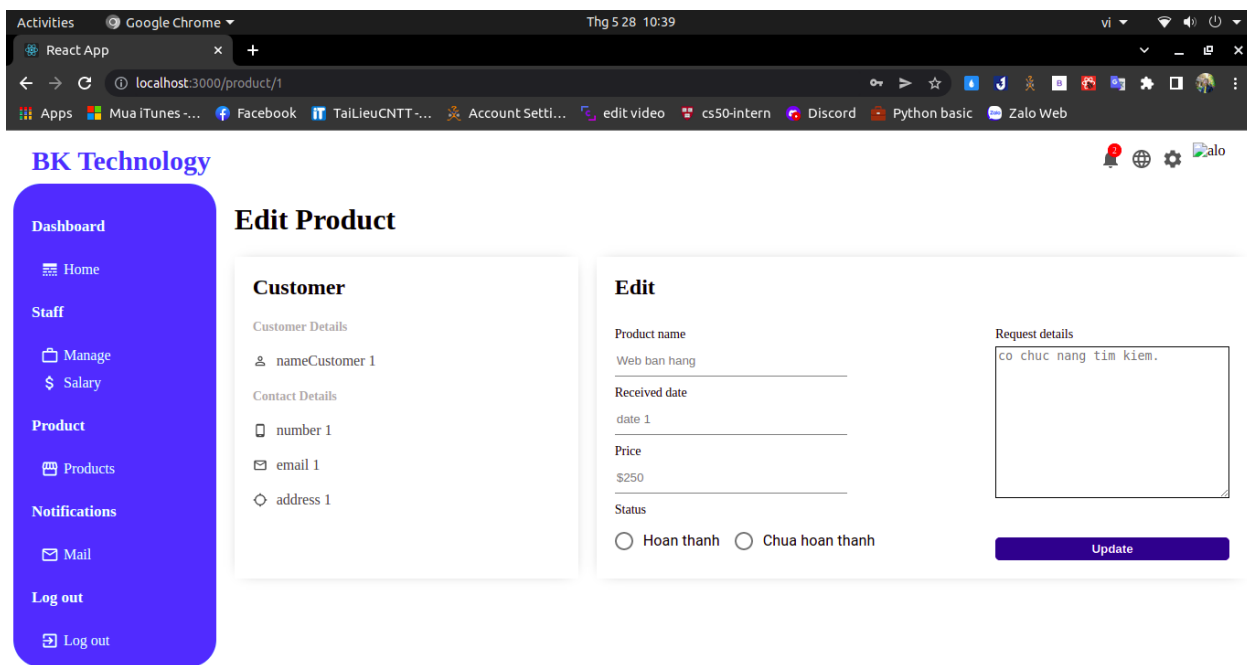 Activities Google Chrome Thg 5 28 10:39 vi
React App
localhost:3000/product/1
Apps Mua iTunes -... Facebook TaiLieuCNTT -... Account Setti... edit video cs50-intern Discord Python basic Zalo Web
BK Technology
2
alo
Dashboard
Home
Staff
Manage
Salary
Product
Products
Notifications
Mail
Log out
Log out
Edit Product
Customer
Customer Details
nameCustomer 1
Contact Details
number 1
email 1
address 1
Edit
Product name
Web ban hang
Received date
date 1
Price
$250
Status
Hoan thanh Chua hoan thanh
Request details
co chuc nang tim kiem.
Update